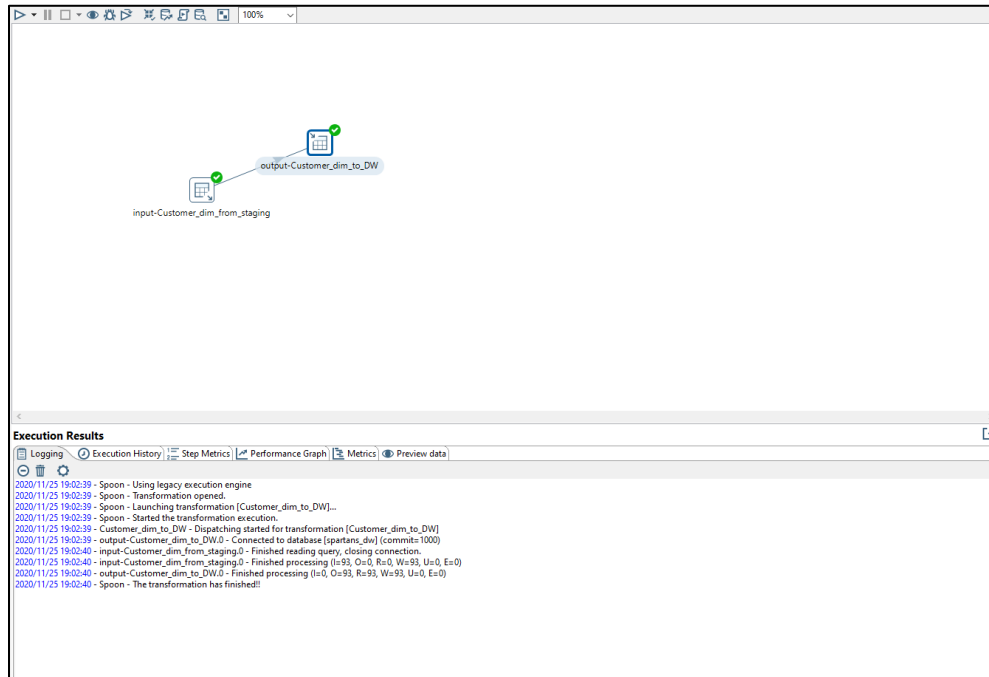 100%
output-Customer_dim_to_DW
input-Customer_dim_from_staging
Execution Results
Logging Execution History Step Metrics Performance Graph Metrics Preview data
2020/11/25 19:02:39 - Spoon - Using legacy execution engine
2020/11/25 19:02:39 - Spoon - Transformation opened.
2020/11/25 19:02:39 - Spoon - Launching transformation [Customer_dim_to_DW]...
2020/11/25 19:02:39 - Spoon - Started the transformation execution.
2020/11/25 19:02:39 - Customer_dim_to_DW - Dispatching started for transformation [Customer_dim_to_DW]
2020/11/25 19:02:39 - output-Customer_dim_to_DW.0 - Connected to database [spartans_dw] (commit=1000)
2020/11/25 19:02:40 - input-Customer_dim_from_staging.0 - Finished reading query, closing connection.
2020/11/25 19:02:40 - input-Customer_dim_from_staging.0 - Finished processing (I=93, O=0, R=0, W=93, U=0, E=0)
2020/11/25 19:02:40 - output-Customer_dim_to_DW.0 - Finished processing (I=0, O=93, R=93, W=93, U=0, E=0)
2020/11/25 19:02:40 - Spoon - The transformation has finished!!